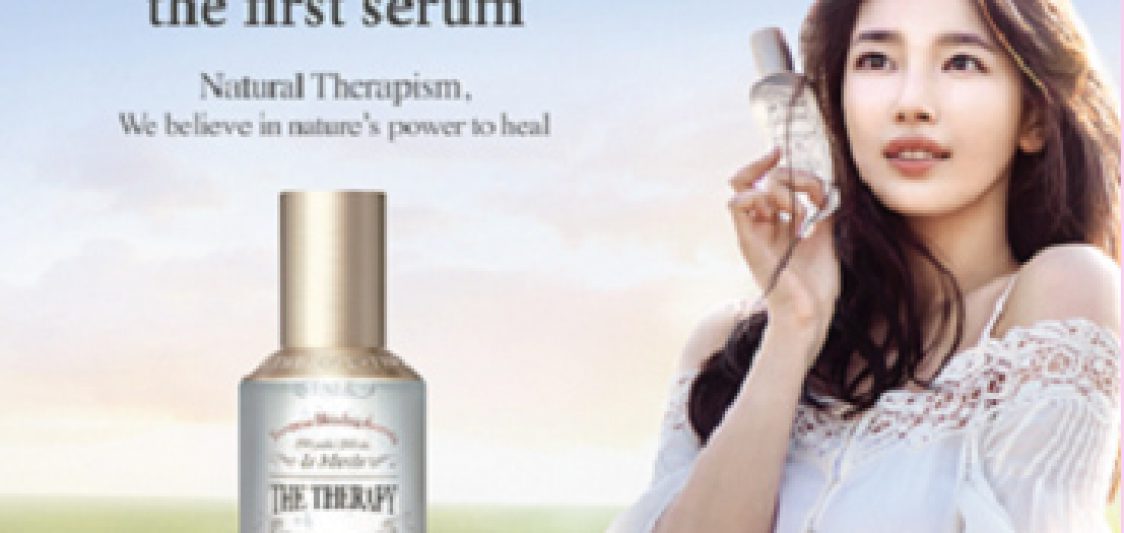 the first serum
Natural Therapism.
We believe in nature's power to heal
THE THERAPY